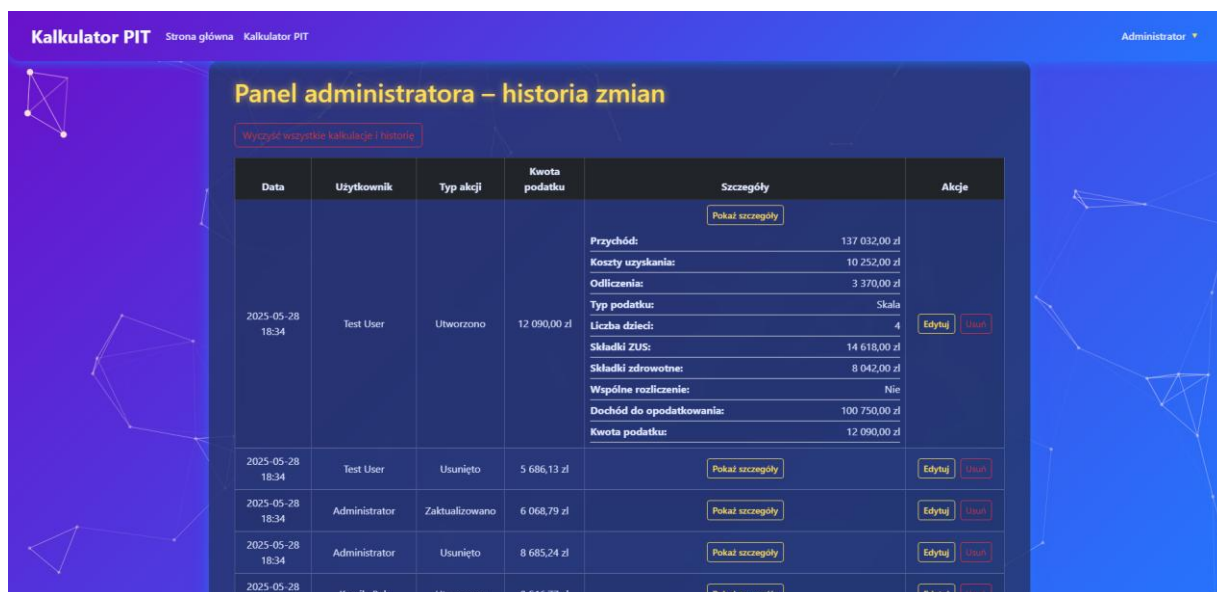 Kalkulator PIT Strona główna Kalkulator PIT Administrator
Panel administratora – historia zmian
Wyczyść wszystkie kalkulacje i historię
Data Użytkownik Typ akcji Kwota podatku Szczegóły Akcje
Pokaż szczegóły
Przychód: 137 032,00 zł
Koszty uzyskania: 10 252,00 zł
Odliczenia: 3 370,00 zł
Typ podatku: Skala
Liczba dzieci: 4
Składki ZUS: 14 618,00 zł
Składki zdrowotne: 8 042,00 zł
Wspólne rozliczenie: Nie
Dochód do opodatkowania: 100 750,00 zł
Kwota podatku: 12 090,00 zł
2025-05-28 18:34 Test User Utworzono 12 090,00 zł Edytuj Usuń
2025-05-28 18:34 Test User Usunięto 5 686,13 zł Pokaż szczegóły Edytuj Usuń
2025-05-28 18:34 Administrator Zaktualizowano 6 068,79 zł Pokaż szczegóły Edytuj Usuń
2025-05-28 18:34 Administrator Usunięto 8 685,24 zł Pokaż szczegóły Edytuj Usuń
2025-05-28